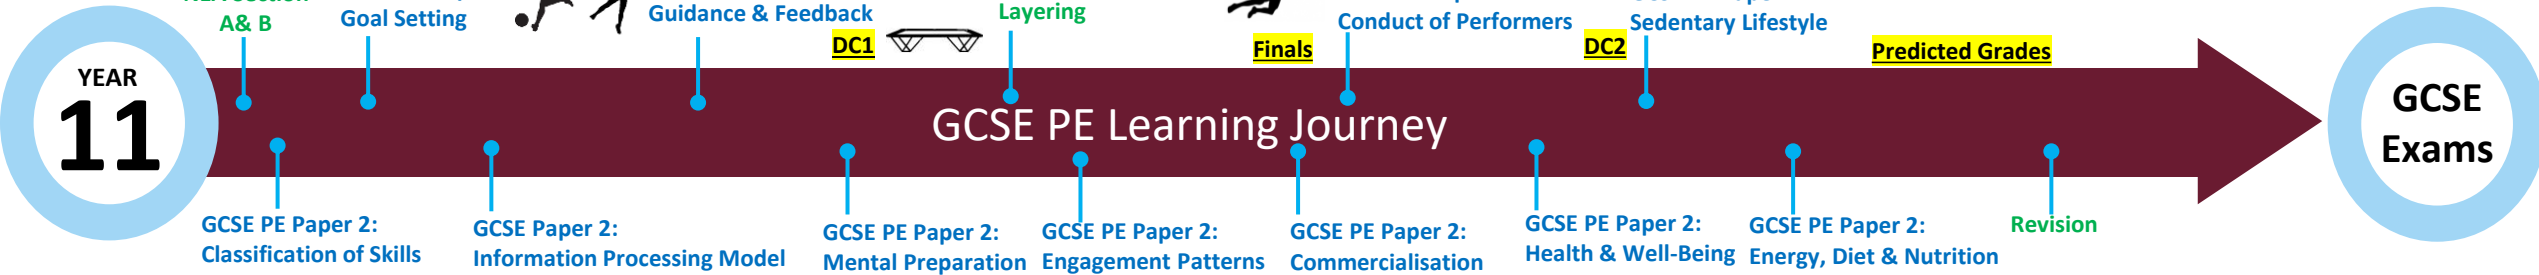 A& B
Goal Setting
Guidance & Feedback
DC1
Layering
Finals
Conduct of Performers
DC2
Sedentary Lifestyle
Predicted Grades
YEAR
11
GCSE PE Learning Journey
GCSE
Exams
GCSE PE Paper 2:
Classification of Skills
GCSE Paper 2:
Information Processing Model
GCSE PE Paper 2:
Mental Preparation
GCSE PE Paper 2:
Engagement Patterns
GCSE PE Paper 2:
Commercialisation
GCSE PE Paper 2:
Health & Well-Being
GCSE PE Paper 2:
Energy, Diet & Nutrition
Revision